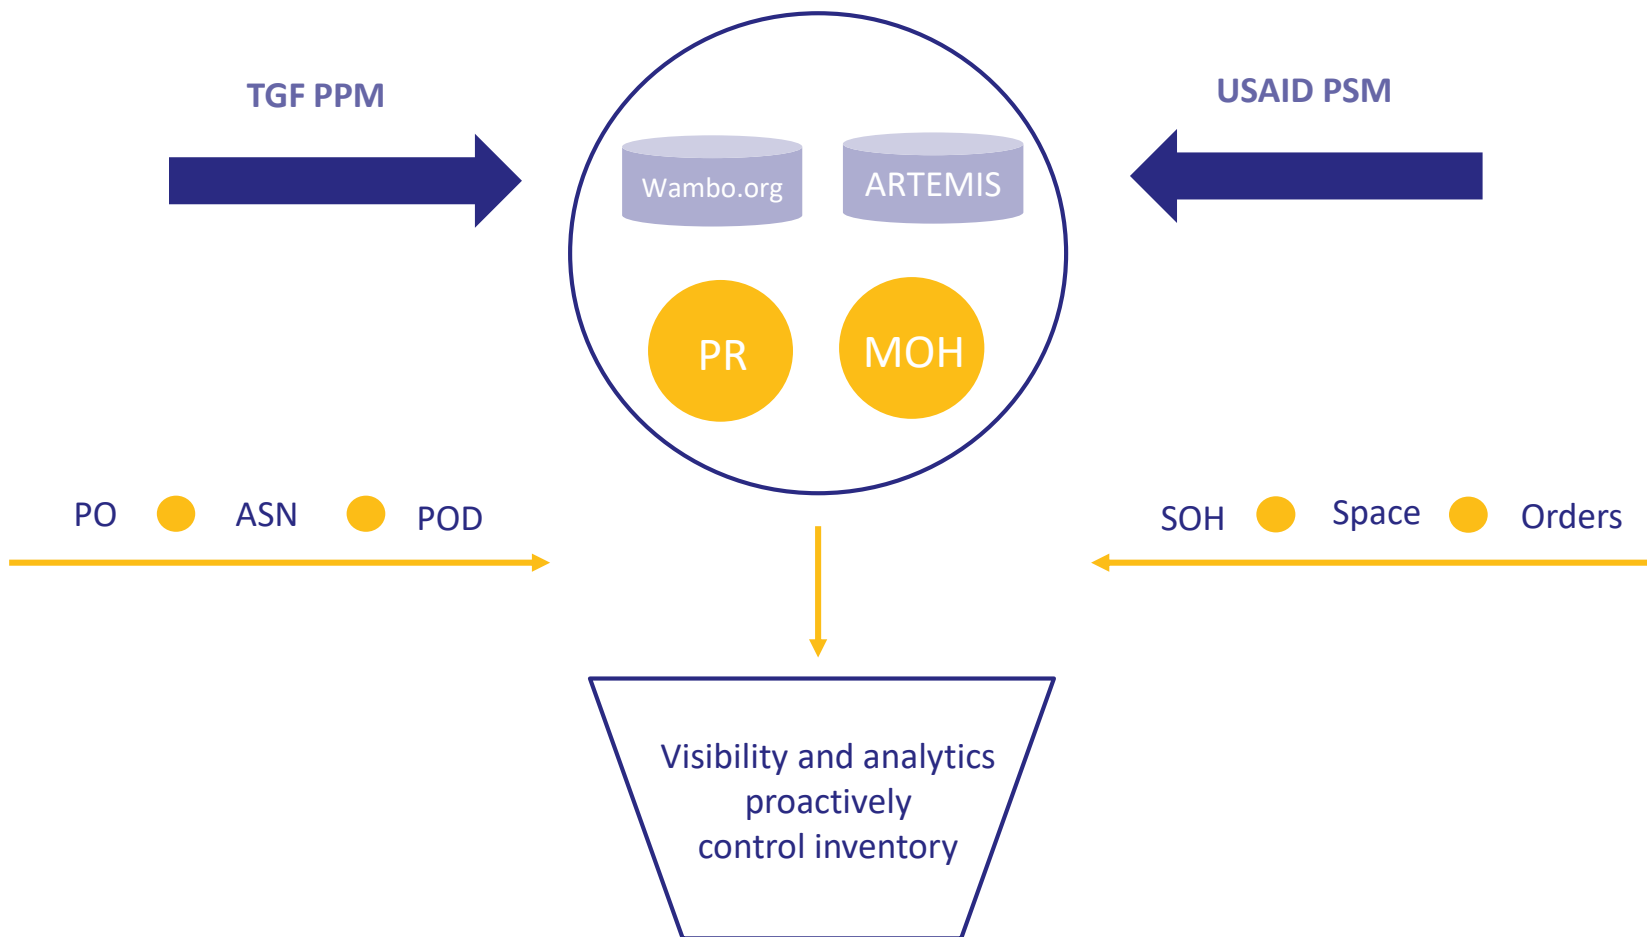 TGF PPM
USAID PSM
Wambo.org
ARTEMIS
PR
MOH
PO
ASN
POD
SOH
Space
Orders
Visibility and analytics
proactively
control inventory